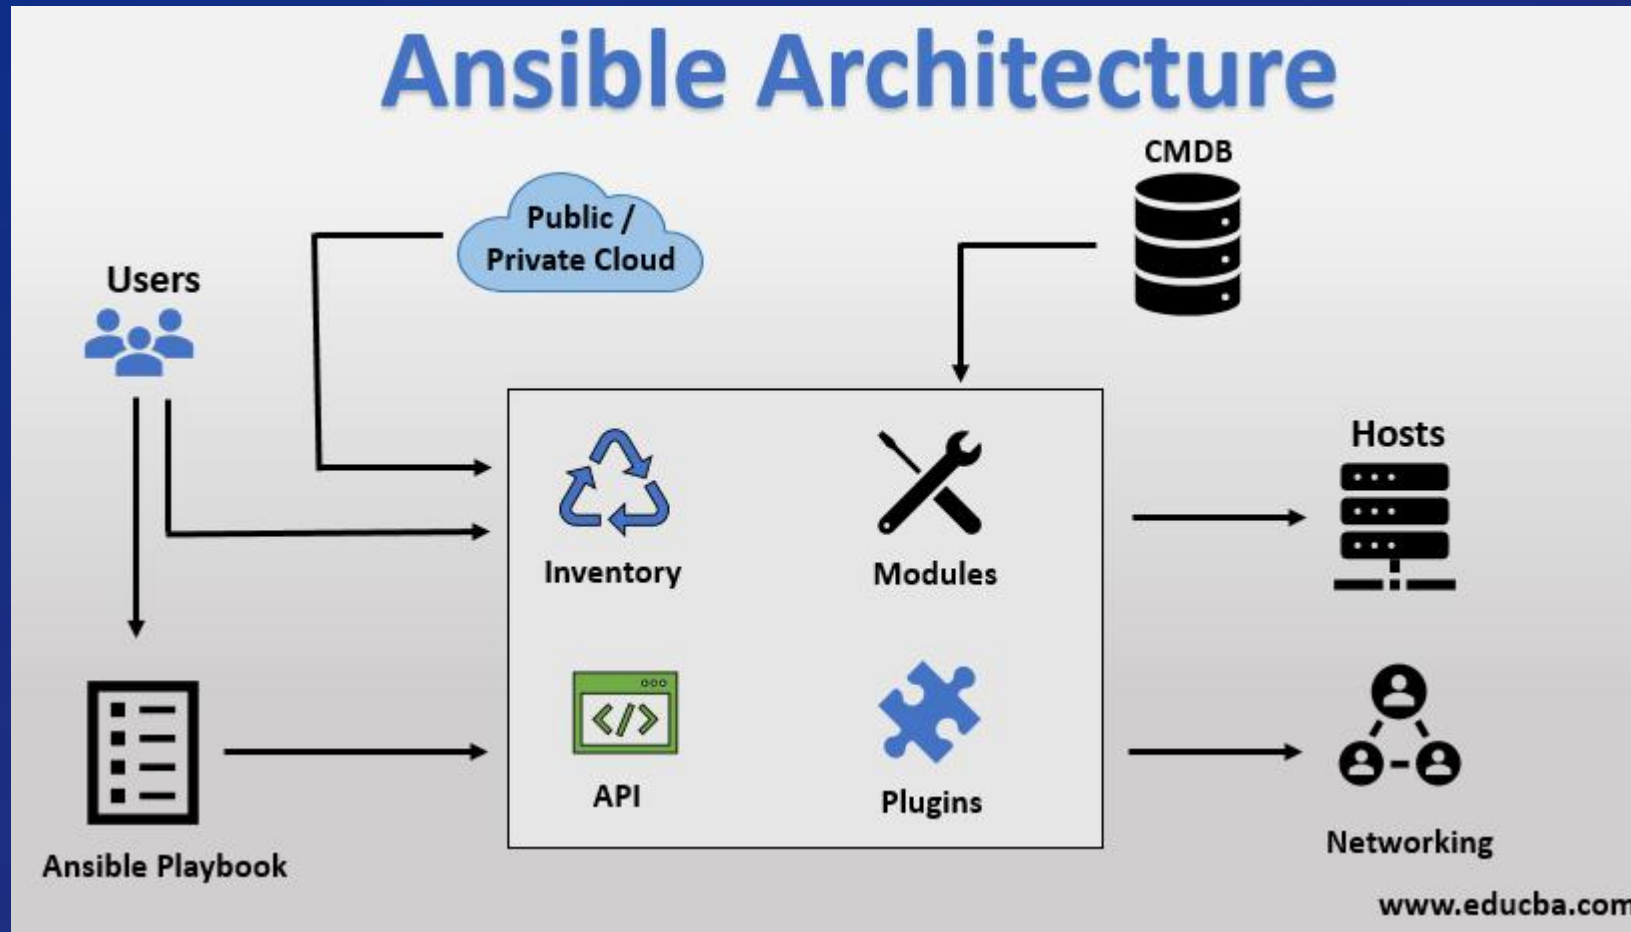 Ansible Architecture
CMDB
Public /
Private Cloud
Users
Hosts
Inventory
Modules
</>
API
Plugins
Networking
Ansible Playbook
www.educba.com